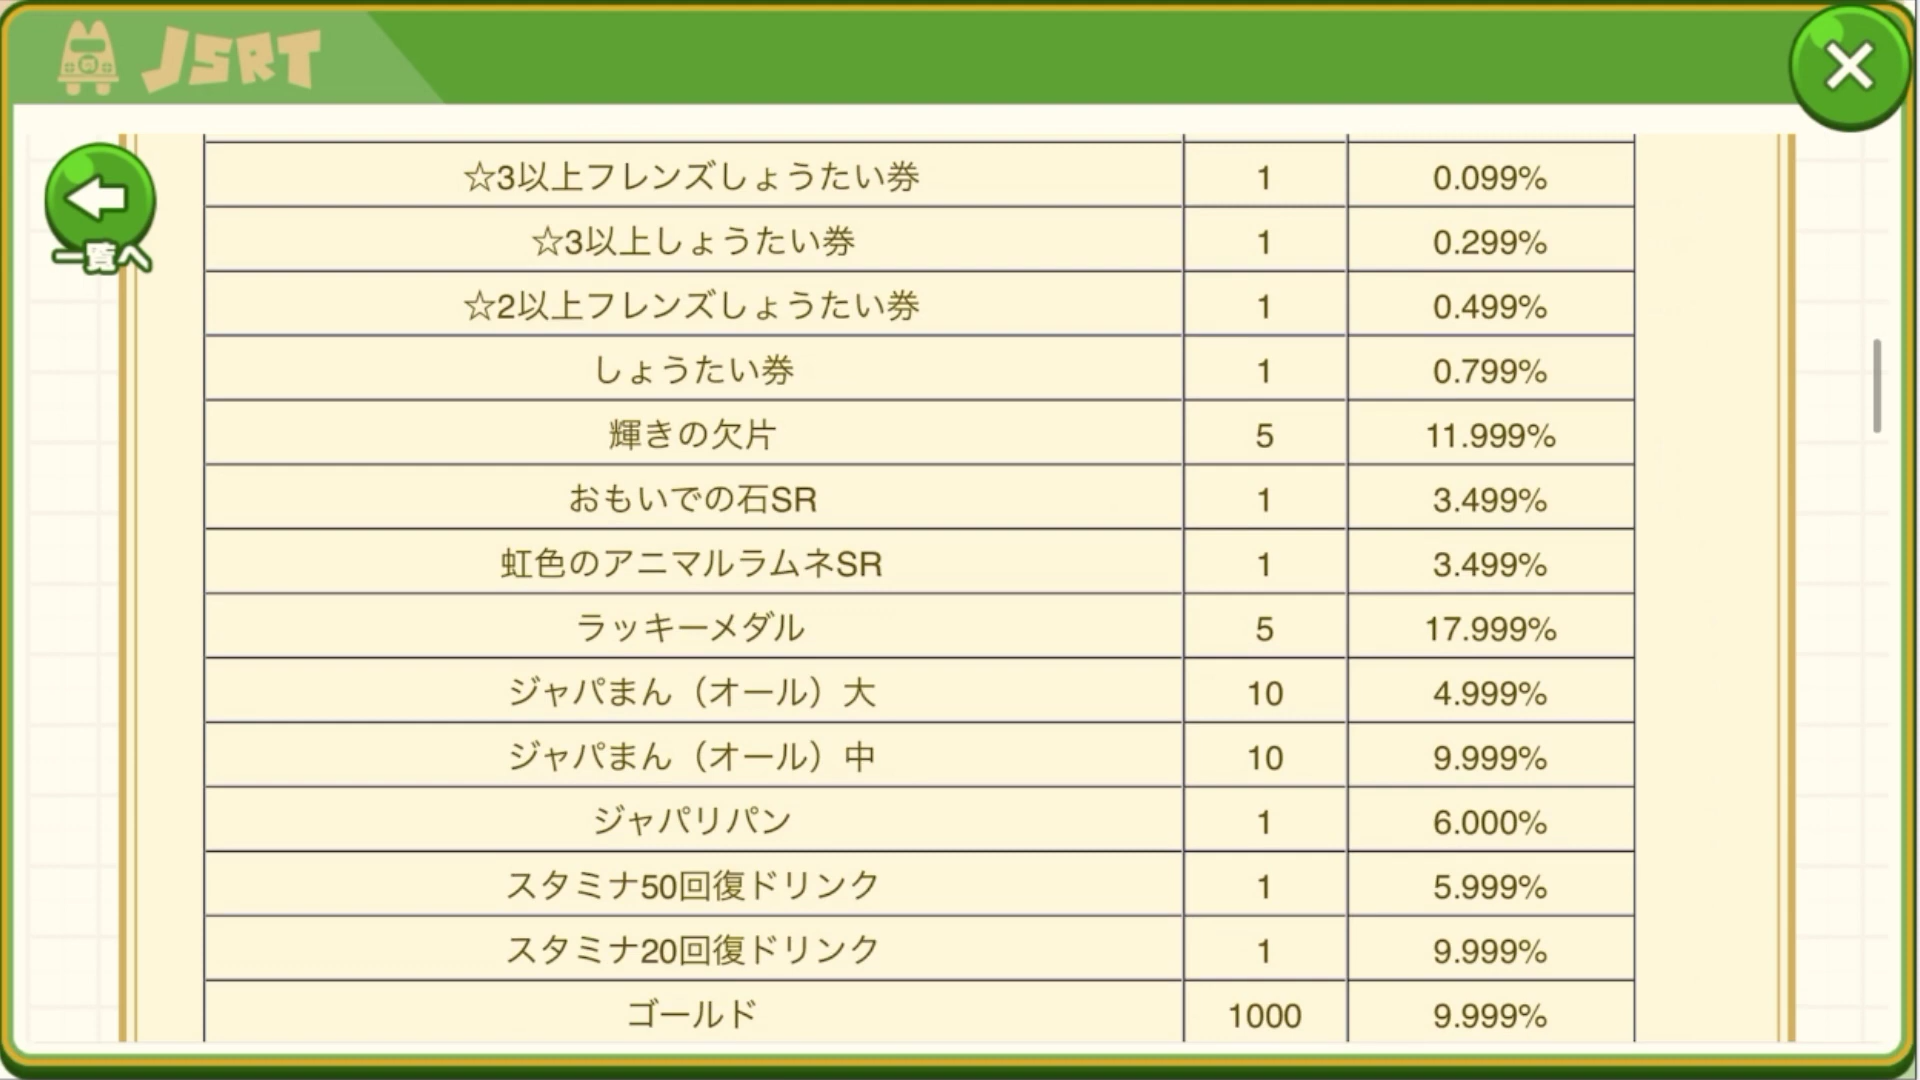 JSRT
一覧へ
☆3以上フレンズしょうたい券 1 0.099%
☆3以上しょうたい券 1 0.299%
☆2以上フレンズしょうたい券 1 0.499%
しょうたい券 1 0.799%
輝きの欠片 5 11.999%
おもいでの石SR 1 3.499%
虹色のアニマルラムネSR 1 3.499%
ラッキーメダル 5 17.999%
ジャパまん（オール）大 10 4.999%
ジャパまん（オール）中 10 9.999%
ジャパリパン 1 6.000%
スタミナ50回復ドリンク 1 5.999%
スタミナ20回復ドリンク 1 9.999%
ゴールド 1000 9.999%